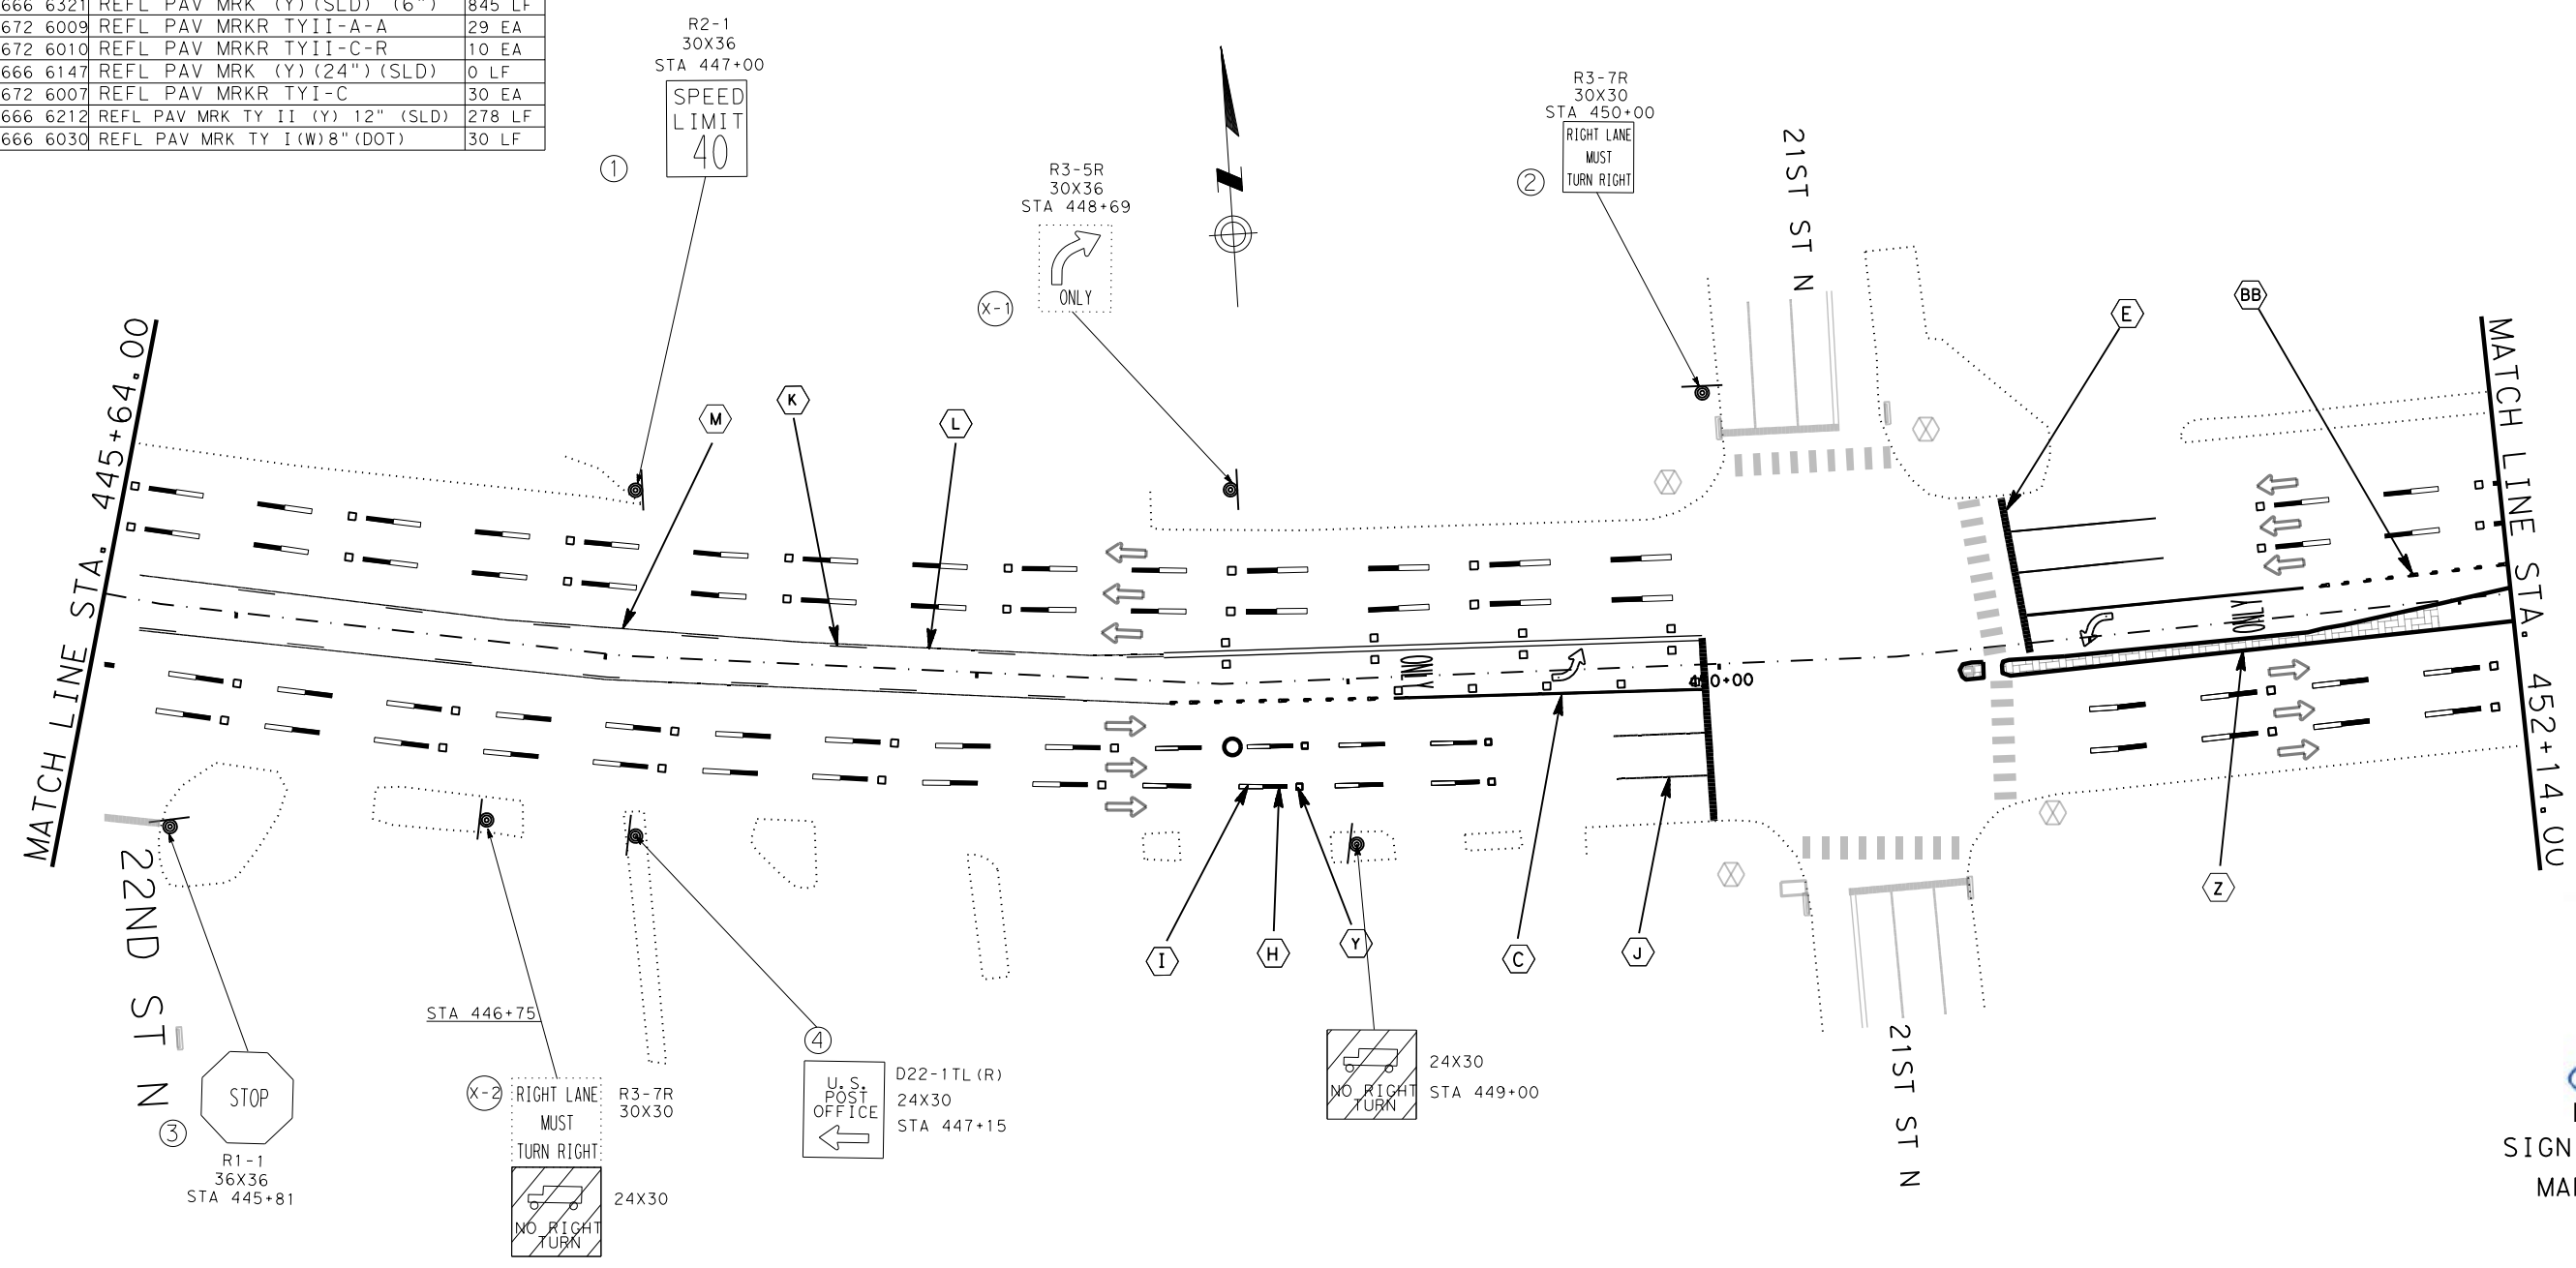 666 6321 REFL PAV MRK (Y)(SLD) (6") 845 LF
672 6009 REFL PAV MRKR TYII-A-A 29 EA
672 6010 REFL PAV MRKR TYII-C-R 10 EA
666 6147 REFL PAV MRK (Y)(24")(SLD) 0 LF
672 6007 REFL PAV MRKR TYI-C 30 EA
666 6212 REFL PAV MRK TY II (Y) 12" (SLD) 278 LF
666 6030 REFL PAV MRK TY I(W)8"(DOT) 30 LF
R2-1
30X36
STA 447+00
SPEED
LIMIT
40
1
R3-5R
30X36
STA 448+69
ONLY
X-1
R3-7R
30X30
STA 450+00
RIGHT LANE
MUST
TURN RIGHT
2
21ST ST N
E
BB
MATCH LINE STA. 445+64.00
M
K
L
MATCH LINE STA. 452+14.00
ONLY
ONLY
450+00
22ND ST N
I
H
Y
C
J
Z
STA 446+75
STOP
3
R1-1
36X36
STA 445+81
X-2
RIGHT LANE
MUST
TURN RIGHT
R3-7R
30X30
NO RIGHT
TURN
24X30
4
U.S.
POST
OFFICE
D22-1TL(R)
24X30
STA 447+15
NO RIGHT
TURN
24X30
STA 449+00
21ST ST N
SIGN